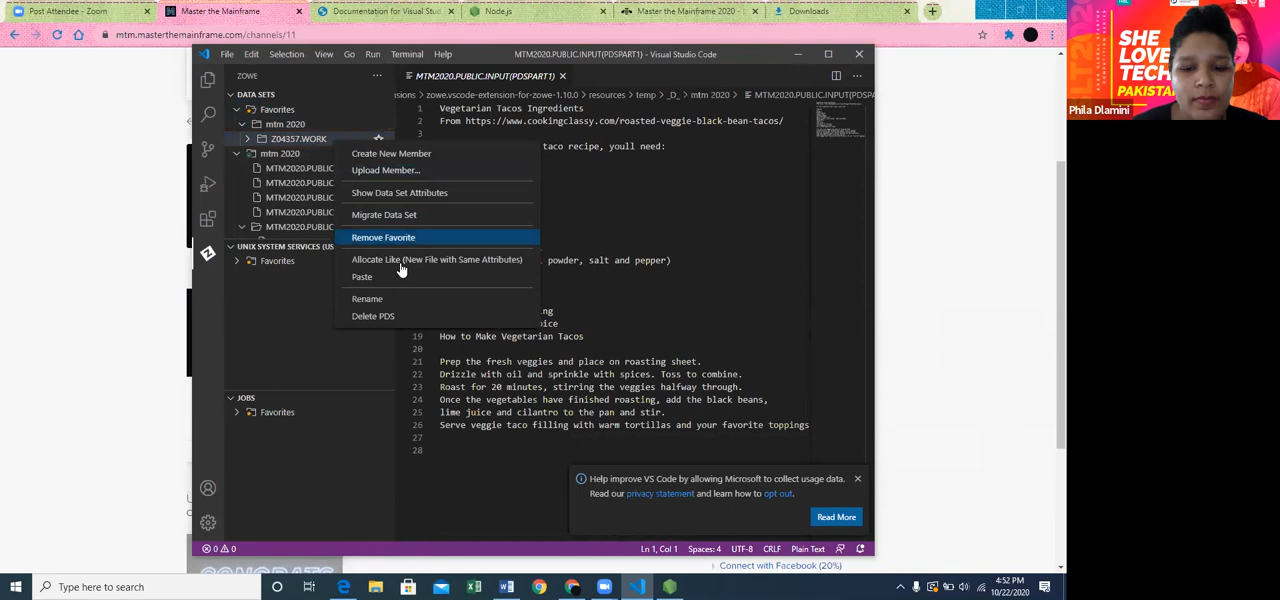 Post Attendee - Zoom
Master the Mainframe
Documentation for Visual Stud
Node.js
Master the Mainframe 2020 -
Downloads
mtm.masterthemainframe.com/channels/11
File Edit Selection View Go Run Terminal Help
MTM2020.PUBLIC.INPUT(PDSPART1) - Visual Studio Code
ZOWE
DATA SETS
Favorites
mtm 2020
Z04357.WORK
mtm 2020
MTM2020.PUBLIC
MTM2020.PUBLIC
MTM2020.PUBLIC
MTM2020.PUBLIC
MTM2020.PUBLIC
UNIX SYSTEM SERVICES (US
Favorites
JOBS
Favorites
Create New Member
Upload Member...
Show Data Set Attributes
Migrate Data Set
Remove Favorite
Allocate Like (New File with Same Attributes)
Paste
Rename
Delete PDS
MTM2020.PUBLIC.INPUT(PDSPART1)
sions > zowe.vscode-extension-for-zowe-1.10.0 > resources > temp > _D_ > mtm 2020 > MTM2020.PUBLIC.INPUT(PDSPA
1 Vegetarian Tacos Ingredients
2 From https://www.cookingclassy.com/roasted-veggie-black-bean-tacos/
3
taco recipe, youll need:
powder, salt and pepper)
ing
oice
19 How to Make Vegetarian Tacos
20
21 Prep the fresh veggies and place on roasting sheet.
22 Drizzle with oil and sprinkle with spices. Toss to combine.
23 Roast for 20 minutes, stirring the veggies halfway through.
24 Once the vegetables have finished roasting, add the black beans,
25 lime juice and cilantro to the pan and stir.
26 Serve veggie taco filling with warm tortillas and your favorite toppings
27
28
Help improve VS Code by allowing Microsoft to collect usage data.
Read our privacy statement and learn how to opt out.
Read More
0 0
Ln 1, Col 1 Spaces: 4 UTF-8 CRLF Plain Text
Connect with Facebook (20%)
Type here to search
4:52 PM
10/22/2020
SHE
LOVES
TECH
PAKISTAN
Phila Dlamini